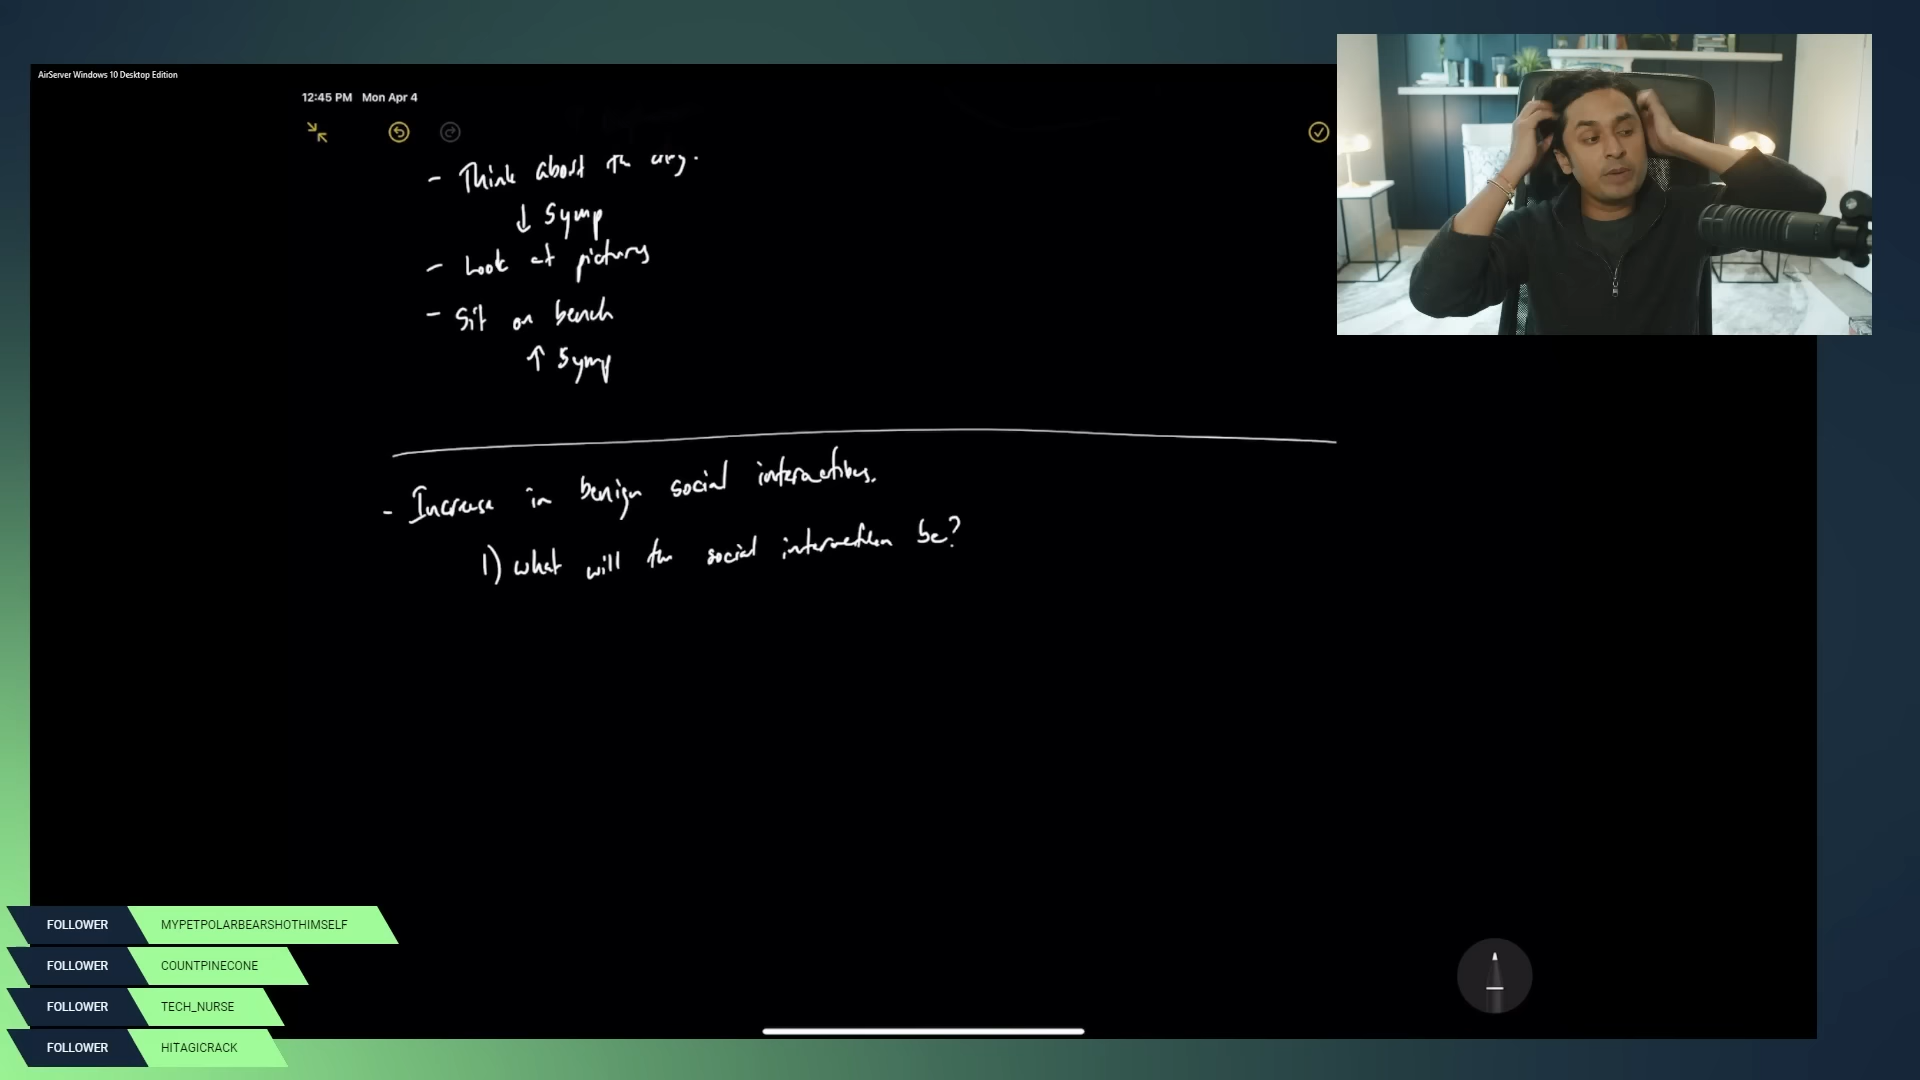 AirServer Windows 10 Desktop Edition
12:45 PM Mon Apr 4
- Think about
↓ Symp
- Look at pictures
- Sit on bench
↑ Symp
- Increase in benign social interactions.
1) what will the social interaction be?
FOLLOWER MYPETPOLARBEARSHOTHIMSELF
FOLLOWER COUNTPINECONE
FOLLOWER TECH_NURSE
FOLLOWER HITAGICRACK